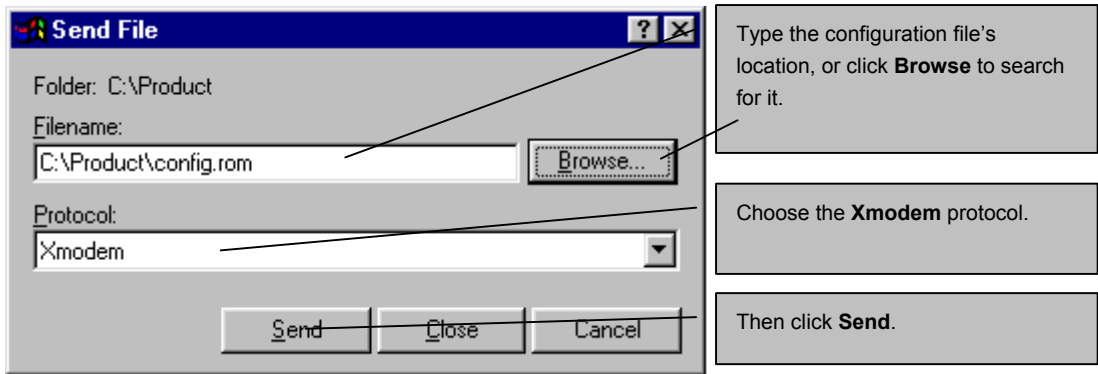 Send File
Folder: C:\Product
Filename:
C:\Product\config.rom
Browse...
Protocol:
Xmodem
Send
Close
Cancel
Type the configuration file’s
location, or click Browse to search
for it.
Choose the Xmodem protocol.
Then click Send.